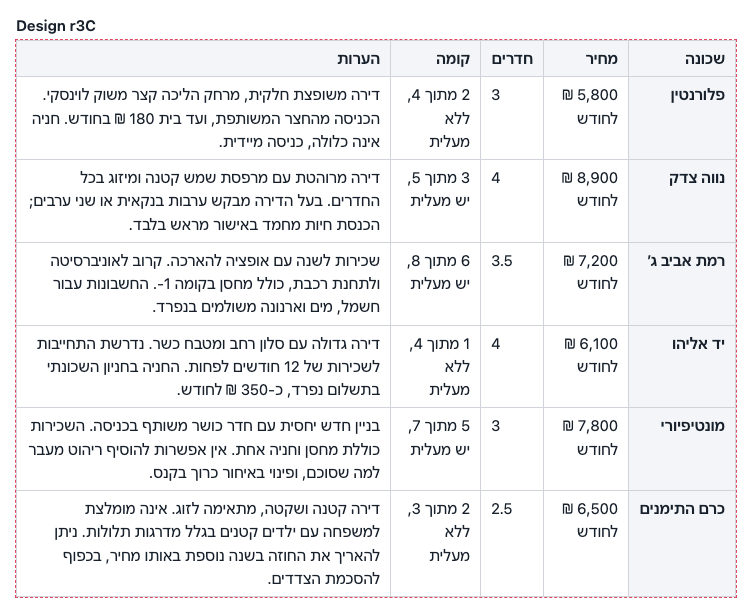 Design r3C
שכונה מחיר חדרים קומה הערות
פלורנטין
5,800 ₪
לחודש
3
2 מתוך 4,
ללא
מעלית
דירה משופצת חלקית, מרחק הליכה קצר משוק לוינסקי.
הכניסה מהחצר המשותפת, ועד בית 180 ₪ בחודש. חניה
אינה כלולה, כניסה מיידית.
נווה צדק
8,900 ₪
לחודש
4
3 מתוך 5,
יש מעלית
דירה מרוהטת עם מרפסת שמש קטנה ומיזוג בכל
החדרים. בעל הדירה מבקש ערבות בנקאית או שני ערבים;
הכנסת חיות מחמד באישור מראש בלבד.
רמת אביב ג׳
7,200 ₪
לחודש
3.5
6 מתוך 8,
יש מעלית
שכירות לשנה עם אופציה להארכה. קרוב לאוניברסיטה
ולתחנת רכבת, כולל מחסן בקומה 1-. החשבונות עבור
חשמל, מים וארנונה משולמים בנפרד.
יד אליהו
6,100 ₪
לחודש
4
1 מתוך 4,
ללא
מעלית
דירה גדולה עם סלון רחב ומטבח כשר. נדרשת התחייבות
לשכירות של 12 חודשים לפחות. החניה בחניון השכונתי
בתשלום נפרד, כ-350 ₪ לחודש.
מונטיפיורי
7,800 ₪
לחודש
3
5 מתוך 7,
יש מעלית
בניין חדש יחסית עם חדר כושר משותף בכניסה. השכירות
כוללת מחסן וחניה אחת. אין אפשרות להוסיף ריהוט מעבר
למה שסוכם, ופינוי באיחור כרוך בקנס.
כרם התימנים
6,500 ₪
לחודש
2.5
2 מתוך 3,
ללא
מעלית
דירה קטנה ושקטה, מתאימה לזוג. אינה מומלצת
למשפחה עם ילדים קטנים בגלל מדרגות תלולות. ניתן
להאריך את החוזה בשנה נוספת באותו מחיר, בכפוף
להסכמת הצדדים.